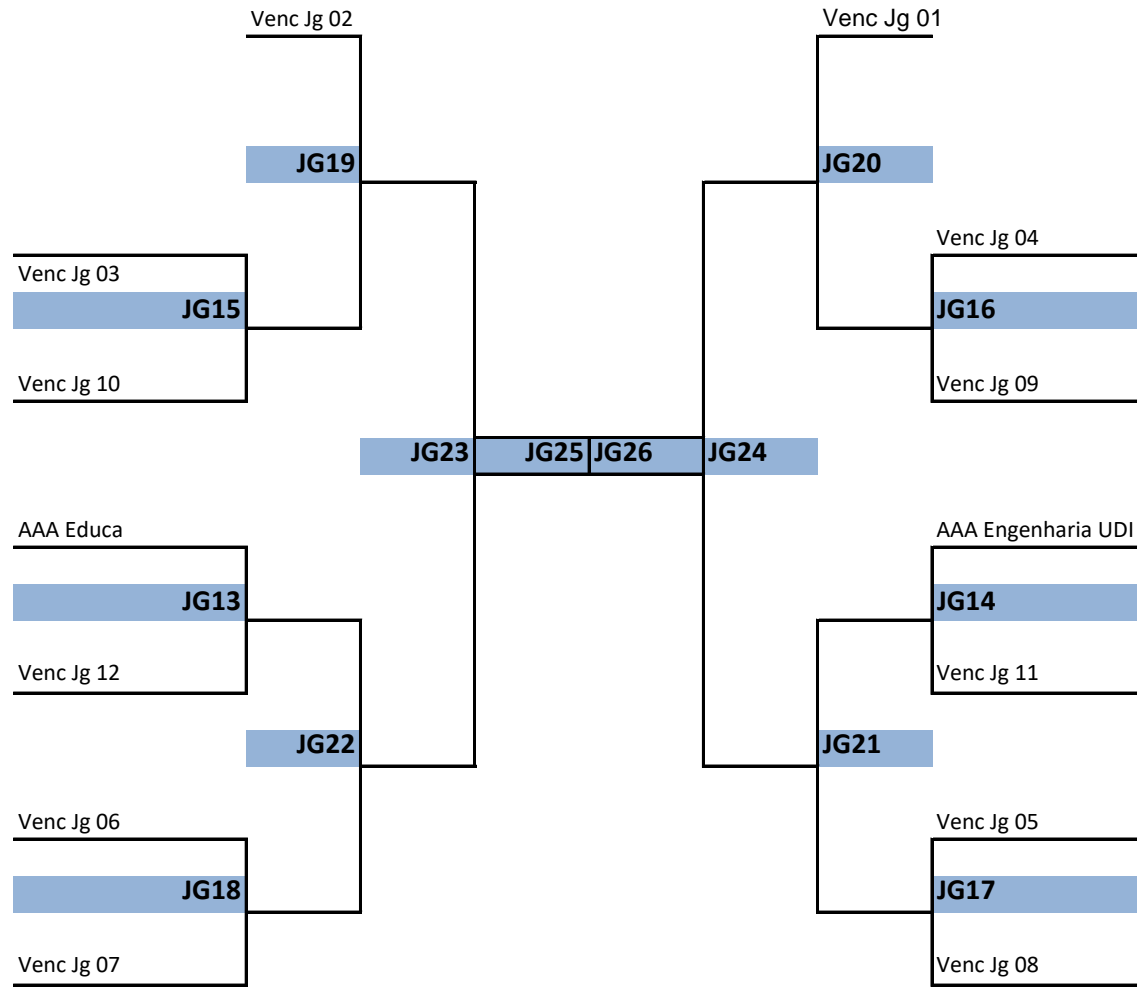 Venc Jg 02
Venc Jg 01
JG19
JG20
Venc Jg 04
Venc Jg 03
JG15
JG16
Venc Jg 10
Venc Jg 09
JG23
JG25
JG26
JG24
AAA Educa
AAA Engenharia UDI
JG13
JG14
Venc Jg 12
Venc Jg 11
JG22
JG21
Venc Jg 06
Venc Jg 05
JG18
JG17
Venc Jg 07
Venc Jg 08